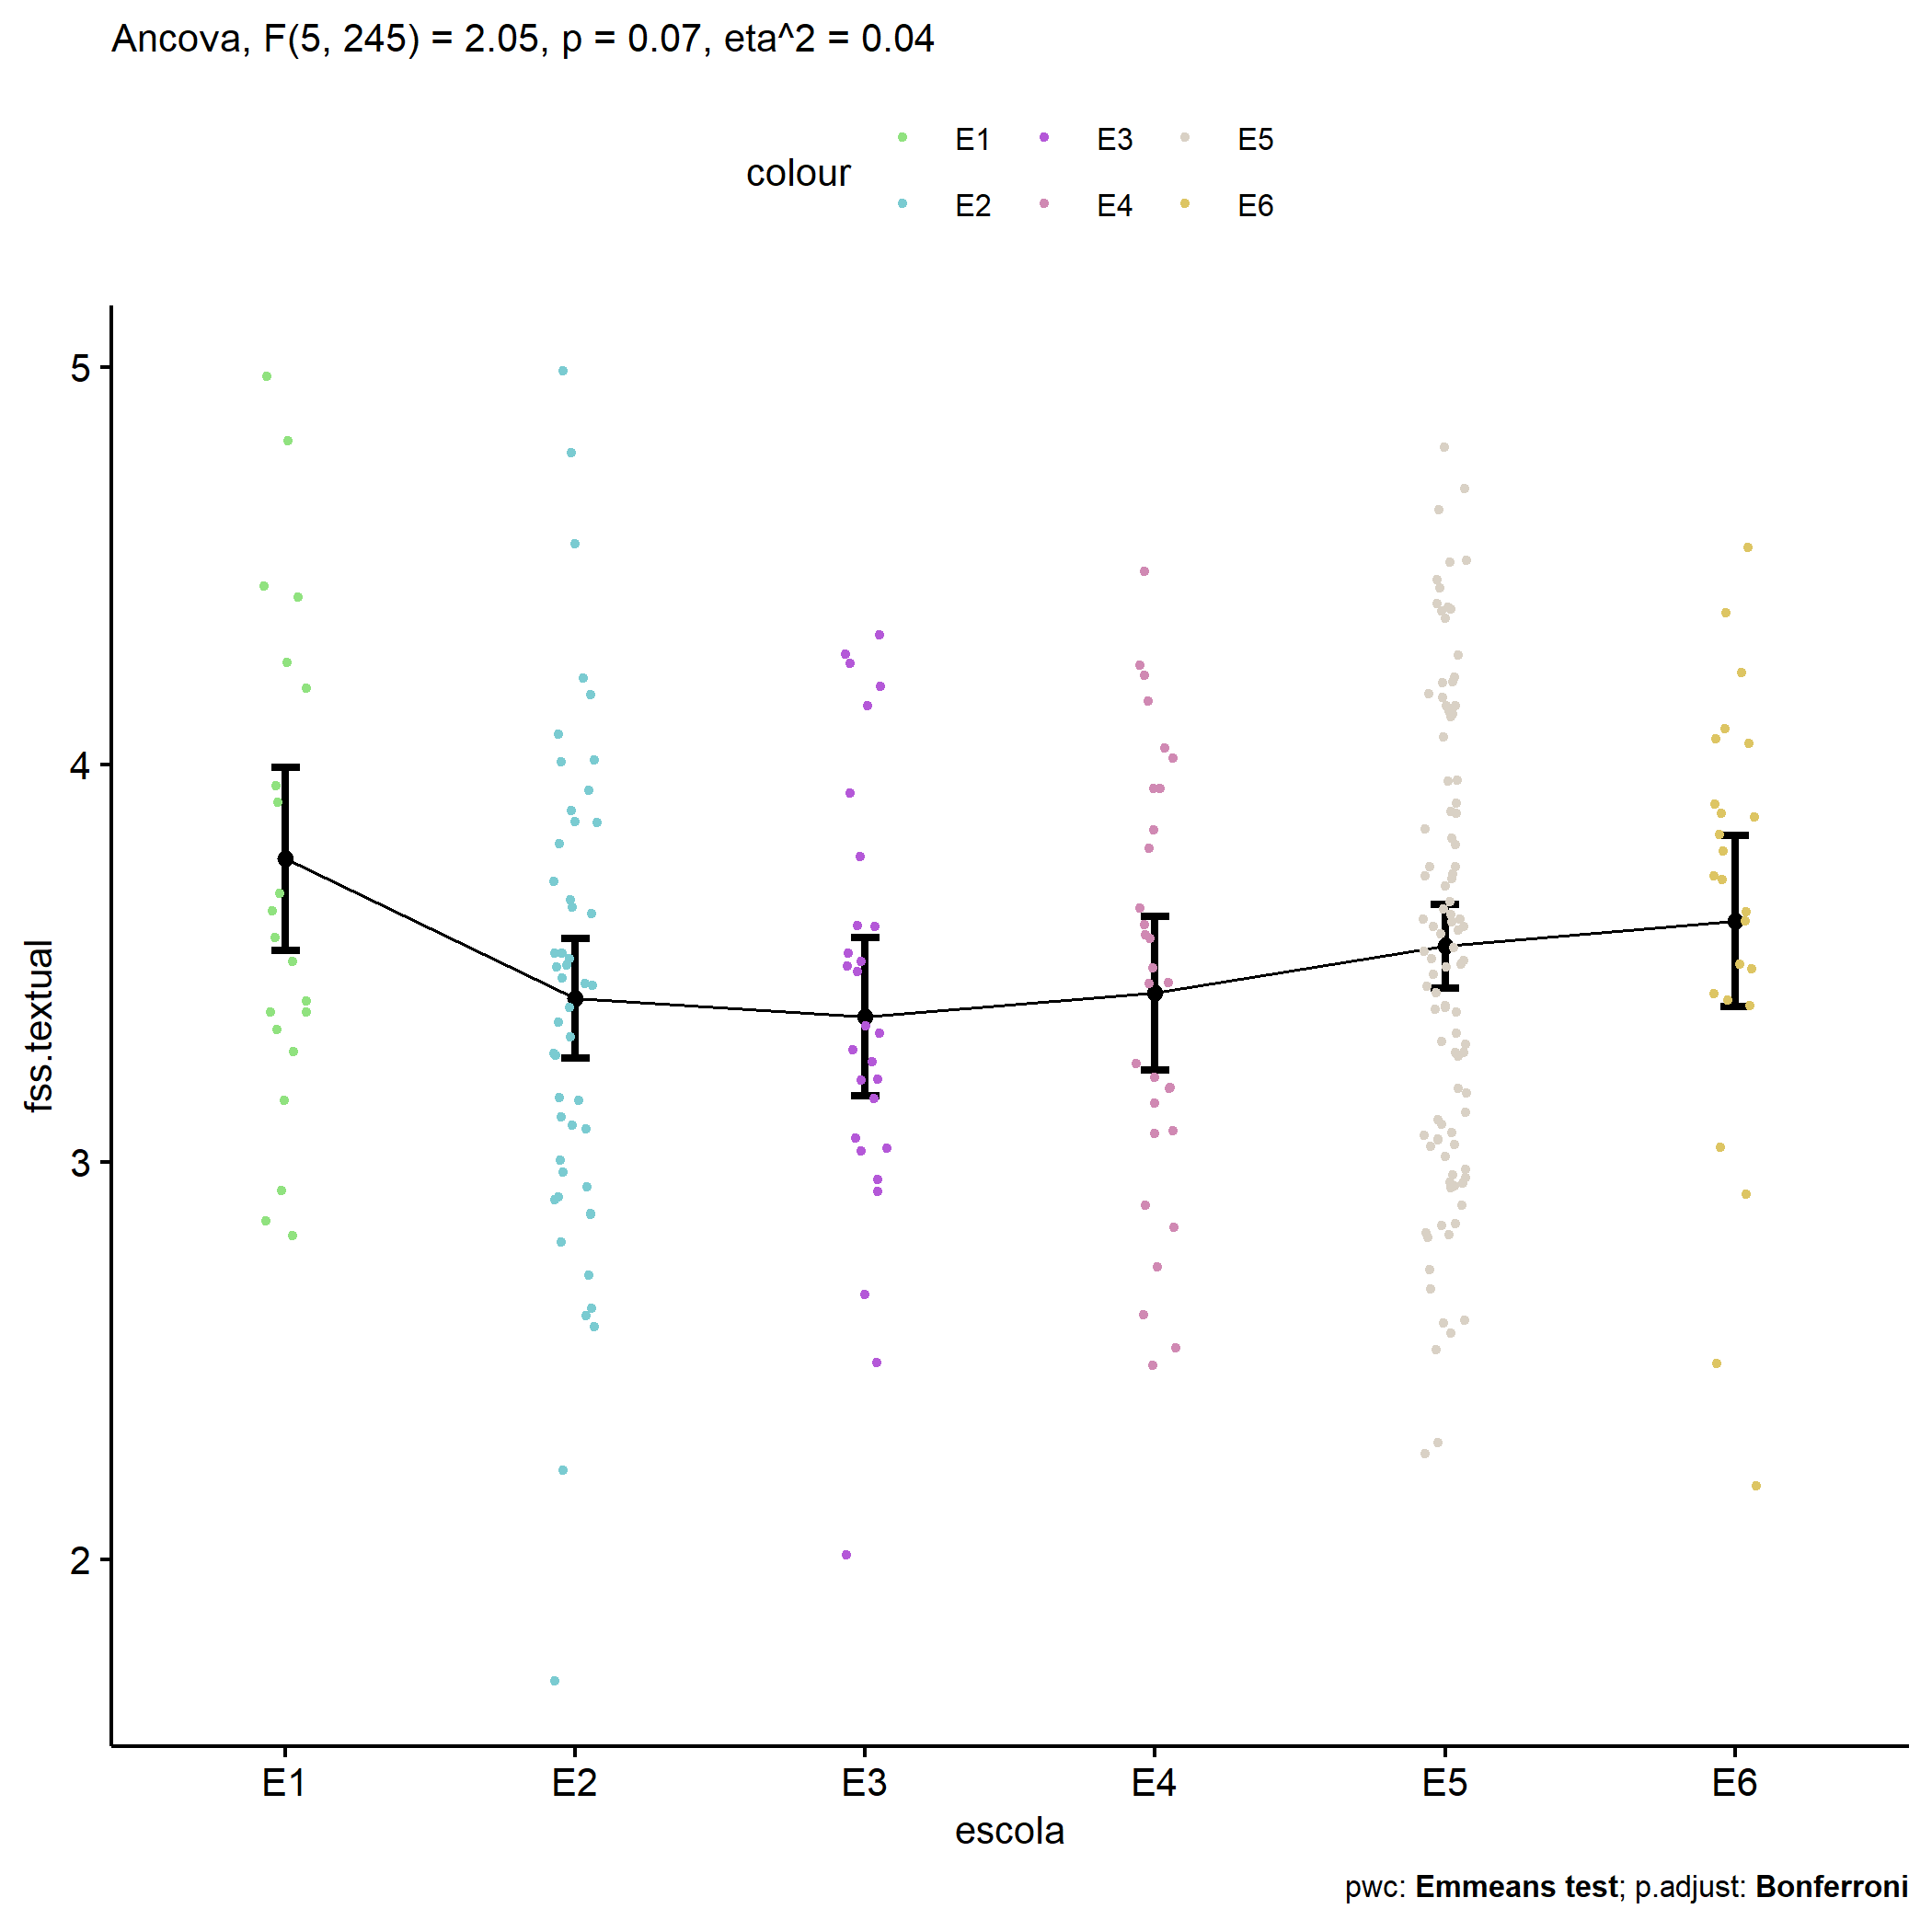 Ancova, F(5, 245) = 2.05, p = 0.07, eta^2 = 0.04
colour
E1 E3 E5
E2 E4 E6
fss.textual
5
4
3
2
E1 E2 E3 E4 E5 E6
escola
pwc: Emmeans test; p.adjust: Bonferroni